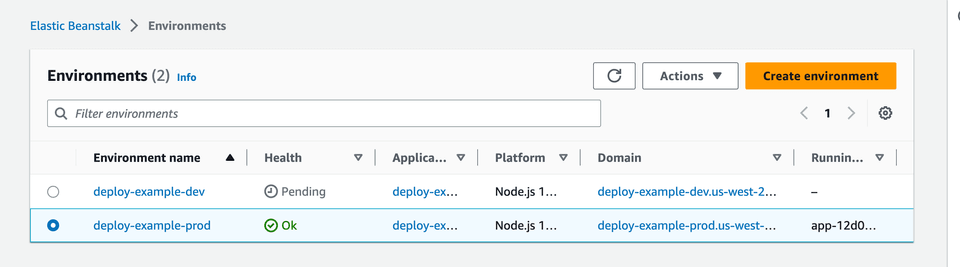 Elastic Beanstalk > Environments
Environments (2) Info
Actions
Create environment
Filter environments
1
Environment name Health Applica... Platform Domain Runnin...
deploy-example-dev Pending deploy-ex... Node.js 1... deploy-example-dev.us-west-2... –
deploy-example-prod Ok deploy-ex... Node.js 1... deploy-example-prod.us-west-... app-12d0...